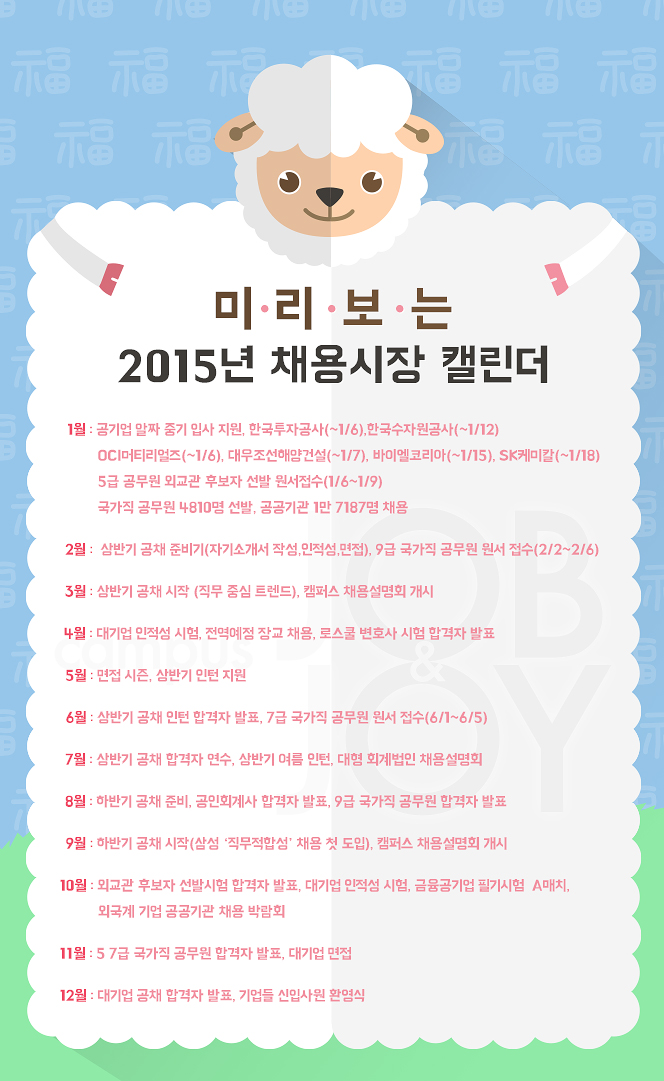 미·리·보·는
2015년 채용시장 캘린더
1월 : 공기업 알짜 중기 입사 지원, 한국투자공사(~1/6),한국수자원공사(~1/12)
OCI머티리얼즈(~1/6), 대우조선해양건설(~1/7), 바이엘코리아(~1/15), SK케미칼(~1/18)
5급 공무원 외교관 후보자 선발 원서접수(1/6~1/9)
국가직 공무원 4810명 선발, 공공기관 1만 7187명 채용
2월 : 상반기 공채 준비기(자기소개서 작성,인적성,면접), 9급 국가직 공무원 원서 접수(2/2~2/6)
3월 : 상반기 공채 시작 (직무 중심 트렌드), 캠퍼스 채용설명회 개시
4월 : 대기업 인적성 시험, 전역예정 장교 채용, 로스쿨 변호사 시험 합격자 발표
5월 : 면접 시즌, 상반기 인턴 지원
6월 : 상반기 공채 인턴 합격자 발표, 7급 국가직 공무원 원서 접수(6/1~6/5)
7월 : 상반기 공채 합격자 연수, 상반기 여름 인턴, 대형 회계법인 채용설명회
8월 : 하반기 공채 준비, 공인회계사 합격자 발표, 9급 국가직 공무원 합격자 발표
9월 : 하반기 공채 시작(삼성 '직무적합성' 채용 첫 도입), 캠퍼스 채용설명회 개시
10월 : 외교관 후보자 선발시험 합격자 발표, 대기업 인적성 시험, 금융공기업 필기시험 A매치,
외국계 기업 공공기관 채용 박람회
11월 : 5 7급 국가직 공무원 합격자 발표, 대기업 면접
12월 : 대기업 공채 합격자 발표, 기업들 신입사원 환영식
campus
JOB
&
JOY